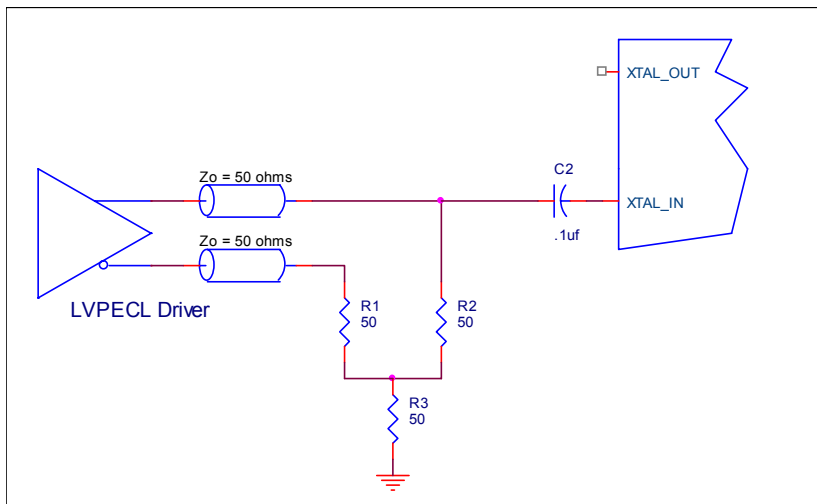 XTAL_OUT
C2
Zo = 50 ohms
XTAL_IN
.1uf
Zo = 50 ohms
LVPECL Driver
R1
50
R2
50
R3
50